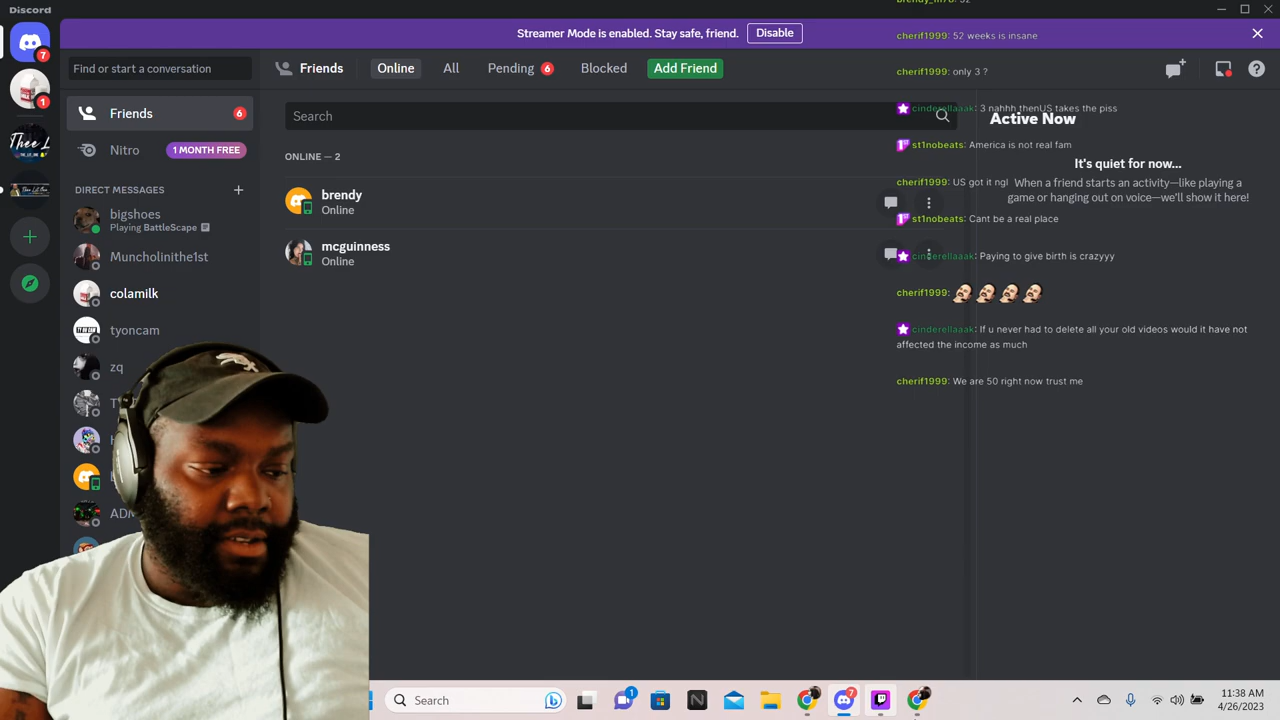 Discord
Streamer Mode is enabled. Stay safe, friend.
Disable
Find or start a conversation
Friends
Online
All
Pending 6
Blocked
Add Friend
7
1
Thee L
Friends 6
Nitro
1 MONTH FREE
DIRECT MESSAGES
bigshoes
Playing BattleScape
Muncholinithe1st
colamilk
tyoncam
zq
Search
ONLINE — 2
brendy
Online
mcguinness
Online
Active Now
It's quiet for now...
When a friend starts an activity—like playing a
game or hanging out on voice—we'll show it here!
cherif1999: 52 weeks is insane
cherif1999: only 3 ?
cinderellaaak: 3 nahhh thenUS takes the piss
st1nobeats: America is not real fam
cherif1999: US got it ngl
st1nobeats: Cant be a real place
cinderellaaak: Paying to give birth is crazyyy
cherif1999:
cinderellaaak: If u never had to delete all your old videos would it have not
affected the income as much
cherif1999: We are 50 right now trust me
Search
1
7
11:38 AM
4/26/2023